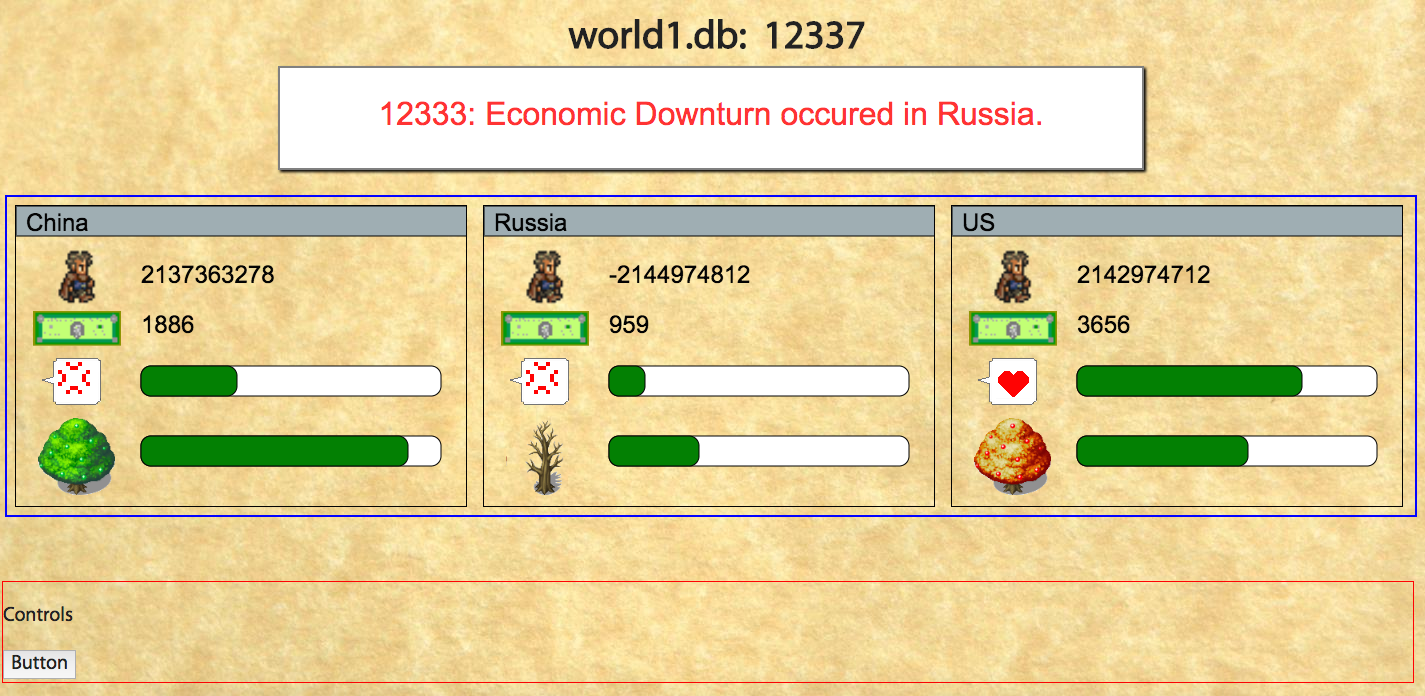 world1.db: 12337
12333: Economic Downturn occured in Russia.
China
2137363278
1886
Russia
-2144974812
959
US
2142974712
3656
Controls
Button